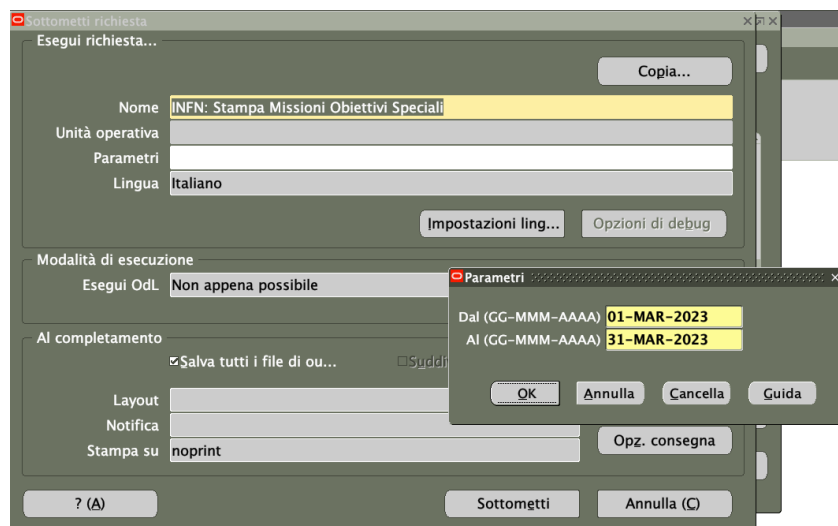 Sottometti richiesta
Esegui richiesta...
Copia...
Nome INFN: Stampa Missioni Obiettivi Speciali
Unità operativa
Parametri
Lingua Italiano
Impostazioni ling... Opzioni di debug
Modalità di esecuzione
Esegui OdL Non appena possibile
Parametri
Dal (GG-MMM-AAAA) 01-MAR-2023
Al (GG-MMM-AAAA) 31-MAR-2023
OK Annulla Cancella Guida
Al completamento
Salva tutti i file di ou...
Layout
Notifica
Stampa su noprint
Opz. consegna
? (A) Sottometti Annulla (C)